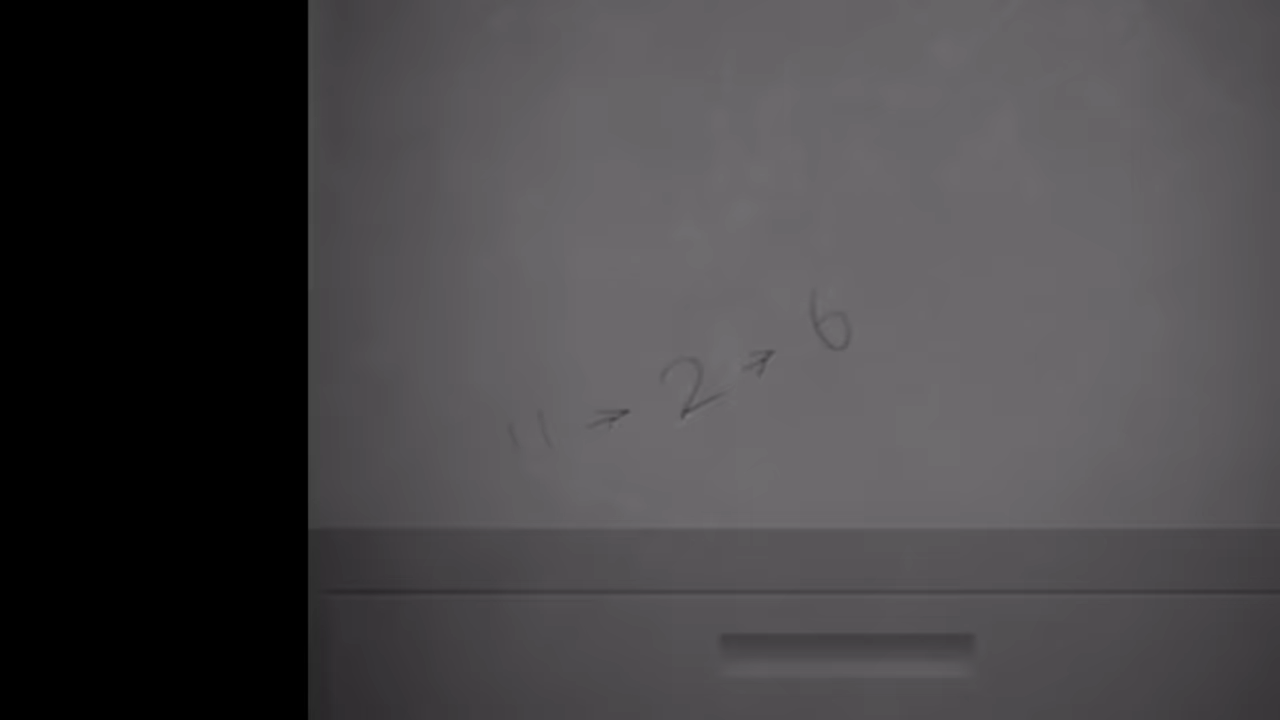 11 → 2 → 6